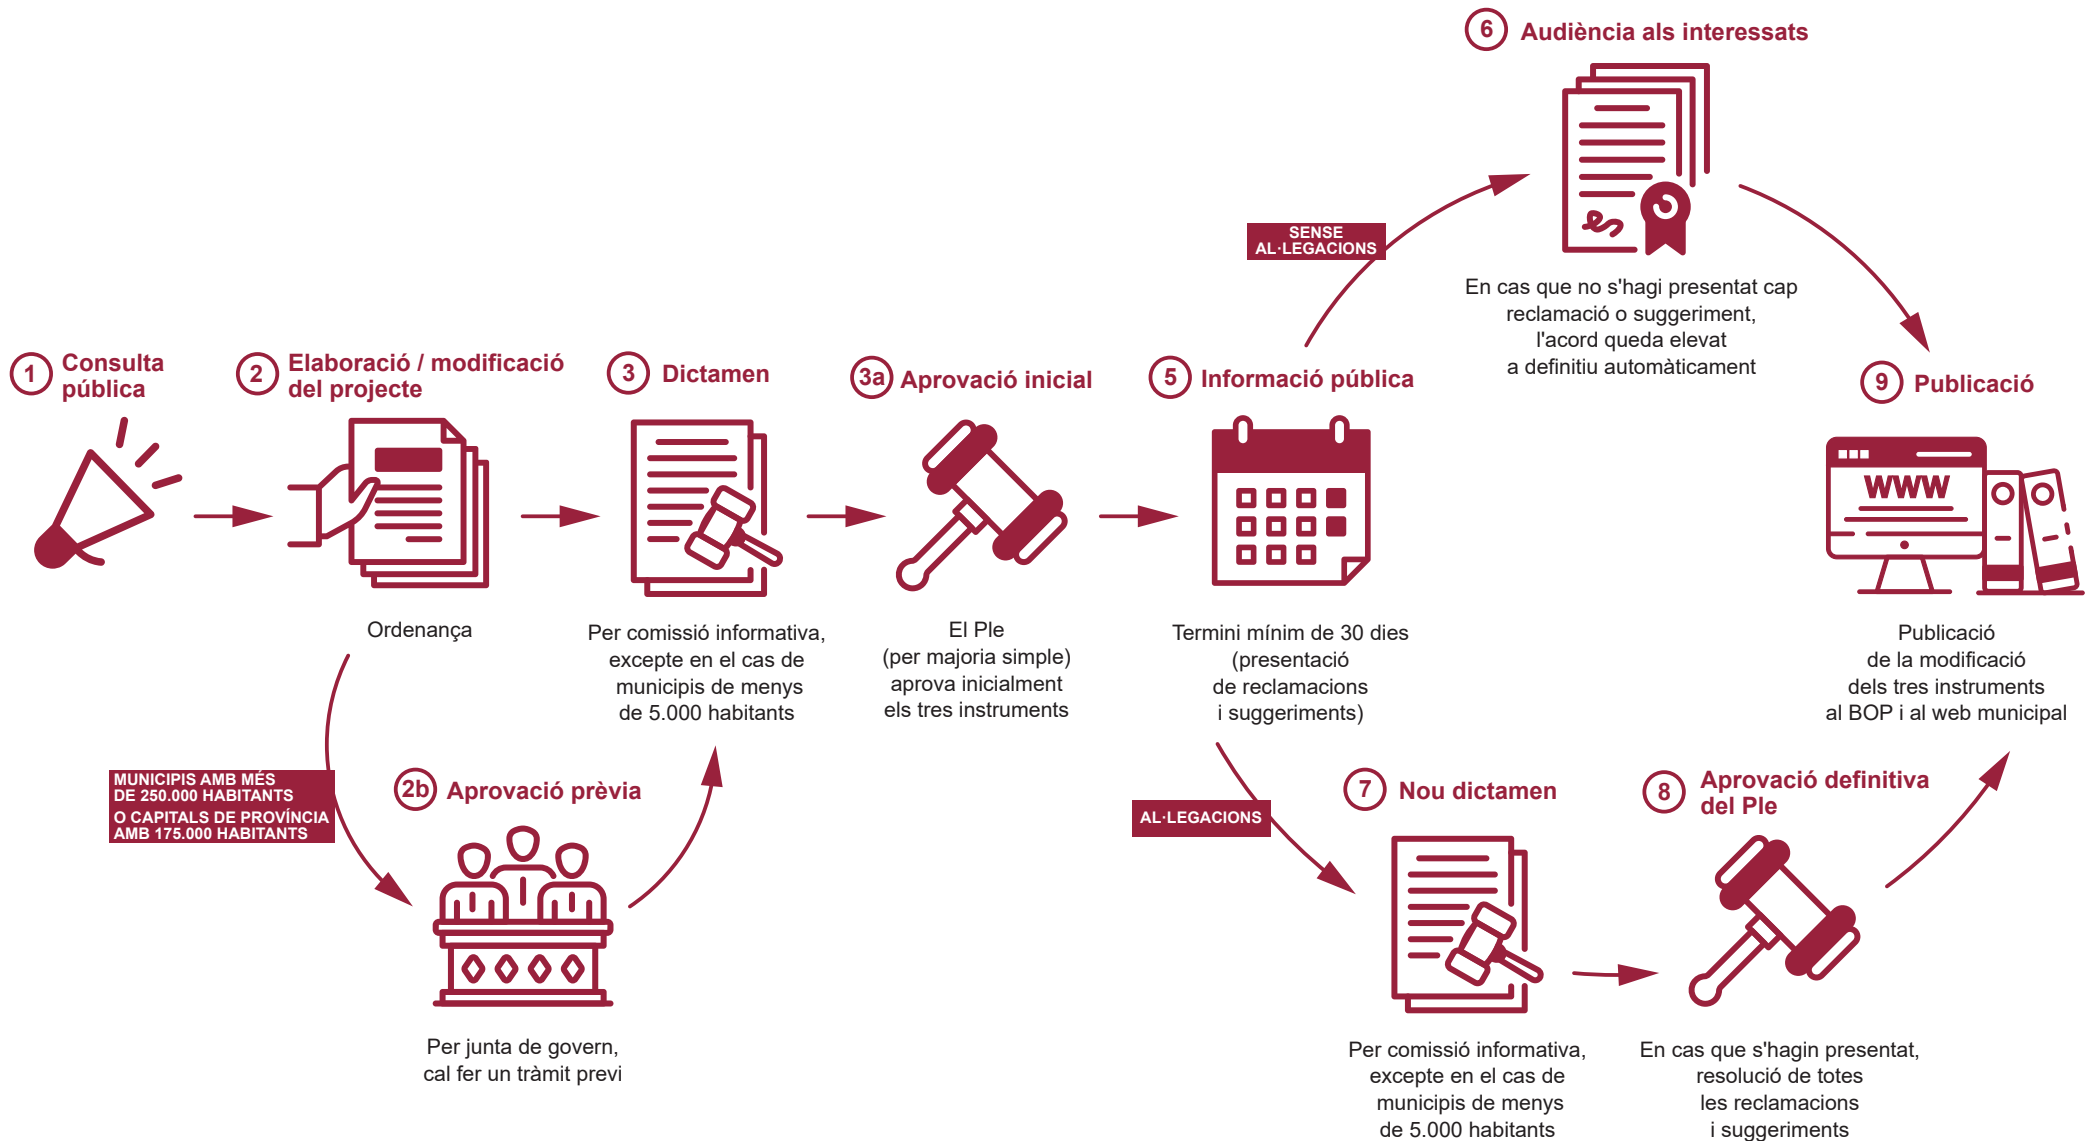 1
Consulta
pública
2
Elaboració / modificació
del projecte
Ordenança
MUNICIPIS AMB MÉS
DE 250.000 HABITANTS
O CAPITALS DE PROVÍNCIA
AMB 175.000 HABITANTS
2b
Aprovació prèvia
Per junta de govern,
cal fer un tràmit previ
3
Dictamen
Per comissió informativa,
excepte en el cas de
municipis de menys
de 5.000 habitants
3a
Aprovació inicial
El Ple
(per majoria simple)
aprova inicialment
els tres instruments
5
Informació pública
Termini mínim de 30 dies
(presentació
de reclamacions
i suggeriments)
SENSE
AL·LEGACIONS
6
Audiència als interessats
En cas que no s'hagi presentat cap
reclamació o suggeriment,
l'acord queda elevat
a definitiu automàticament
AL·LEGACIONS
7
Nou dictamen
Per comissió informativa,
excepte en el cas de
municipis de menys
de 5.000 habitants
8
Aprovació definitiva
del Ple
En cas que s'hagin presentat,
resolució de totes
les reclamacions
i suggeriments
9
Publicació
WWW
Publicació
de la modificació
dels tres instruments
al BOP i al web municipal